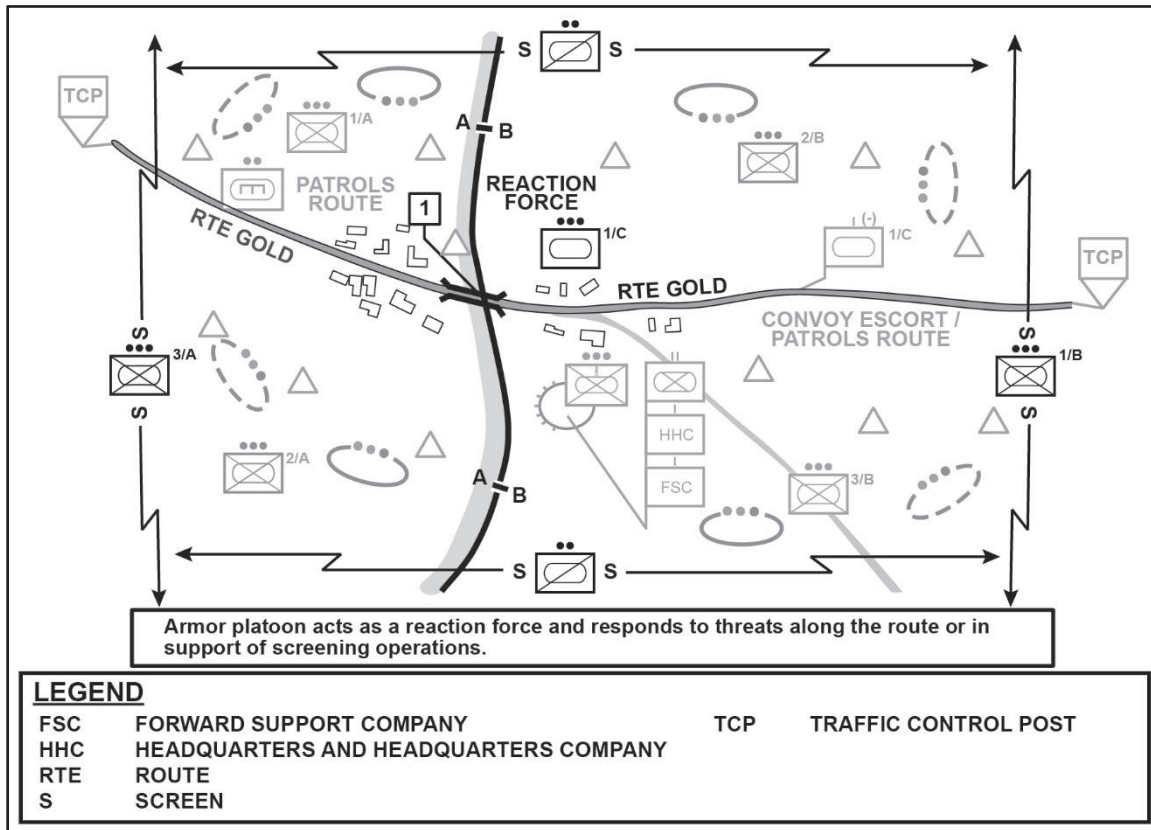 S S
TCP
1/A
A B
2/B
PATROLS
ROUTE
REACTION
FORCE
1
1/C
(-)
1/C
TCP
RTE GOLD
RTE GOLD
CONVOY ESCORT /
PATROLS ROUTE
S
3/A
S
S
1/B
S
HHC
FSC
2/A
A B
3/B
S S
Armor platoon acts as a reaction force and responds to threats along the route or in
support of screening operations.
LEGEND
FSC FORWARD SUPPORT COMPANY TCP TRAFFIC CONTROL POST
HHC HEADQUARTERS AND HEADQUARTERS COMPANY
RTE ROUTE
S SCREEN